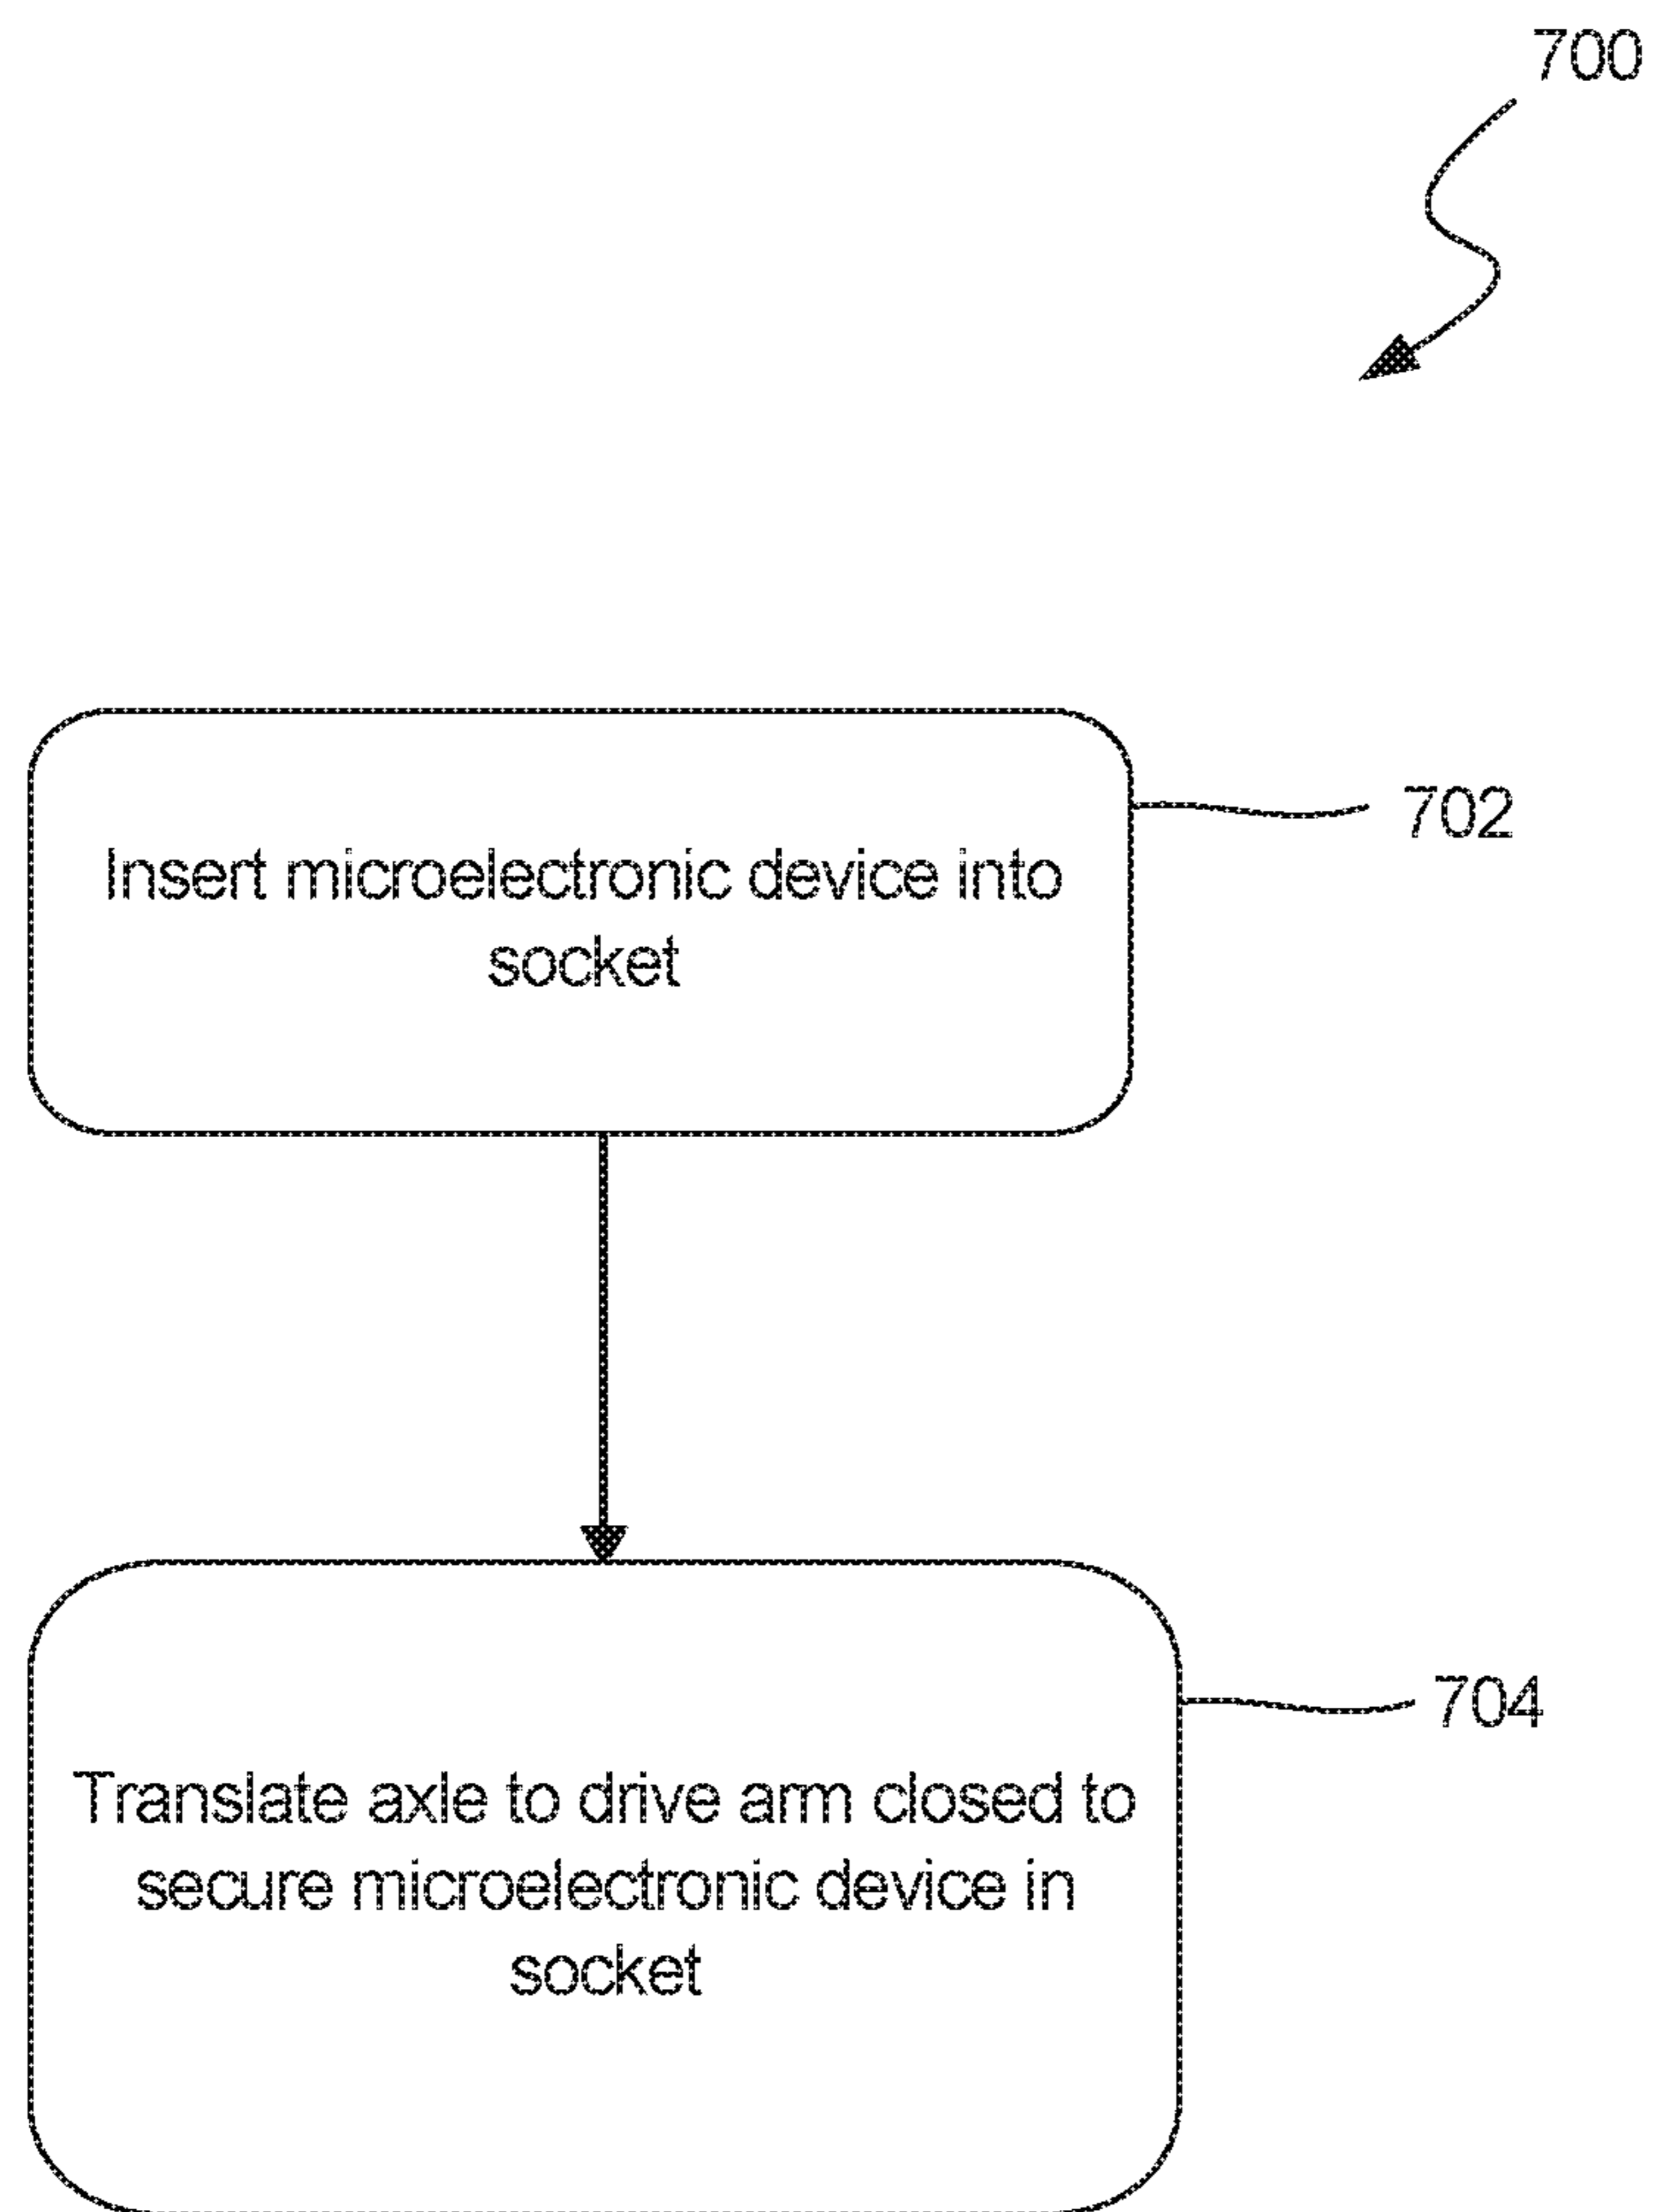 700
702
Insert microelectronic device into
socket
704
Translate axle to drive arm closed to
secure microelectronic device in
socket